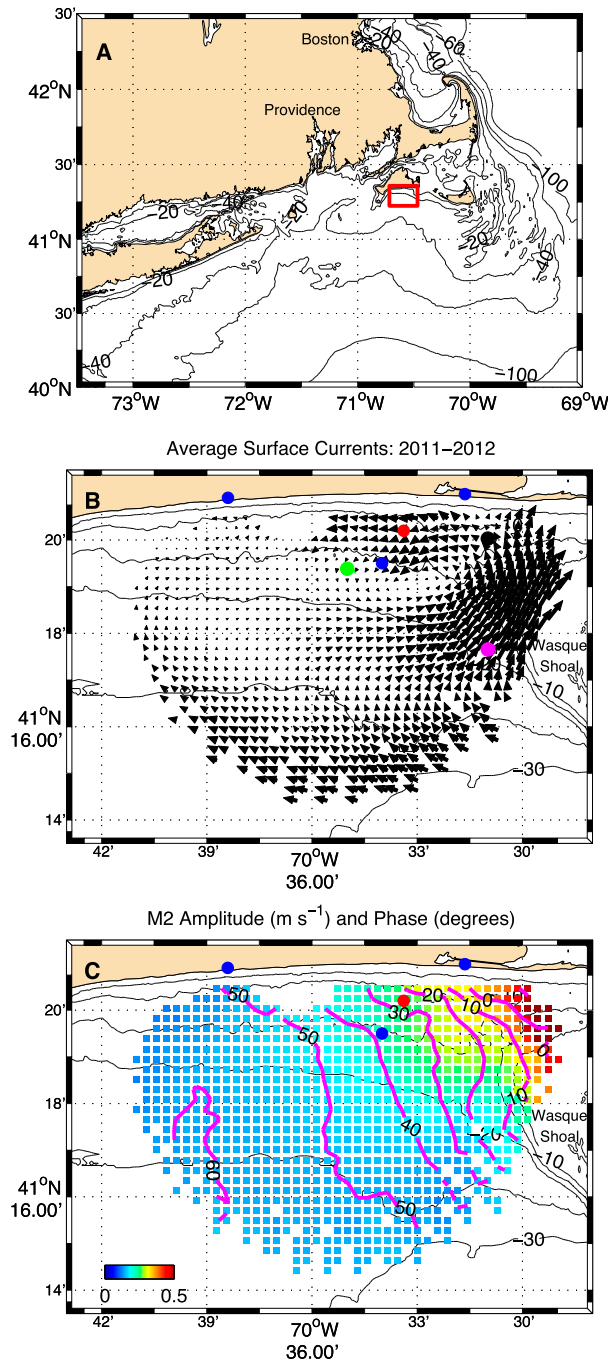 30’
A
Boston
−20
−40
−60
42°N
Providence
30’
−100
−20
−40
−20
41°N
−20
−40
−20
30’
−40
−100
40°N
73°W
72°W
71°W
70°W
69°W
Average Surface Currents: 2011−2012
B
20’
18’
Wasque
Shoal
−10
41°N
16.00’
−30
14’
42’
39’
70°W
33’
30’
36.00’
M2 Amplitude (m s−1) and Phase (degrees)
C
50
20
10
0
20’
30
50
0
10
18’
40
−20
Wasque
Shoal
−10
60
41°N
16.00’
50
−30
0
0.5
14’
42’
39’
70°W
33’
30’
36.00’